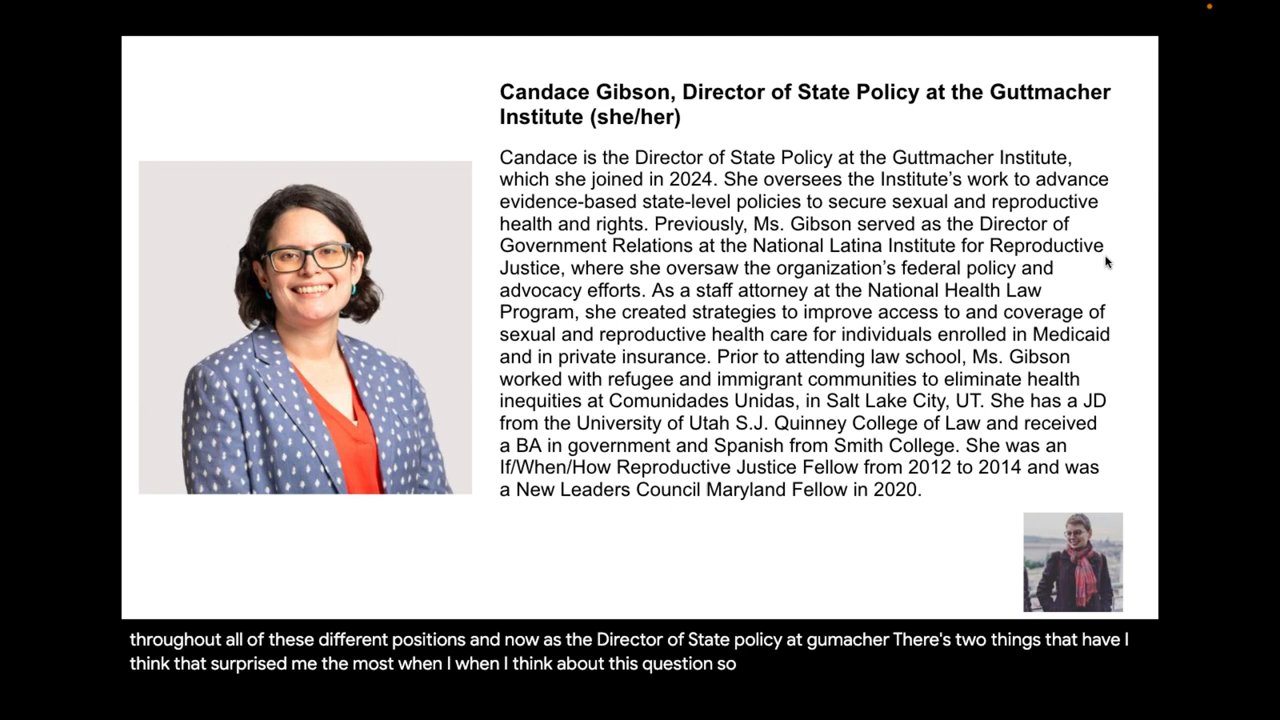 Candace Gibson, Director of State Policy at the Guttmacher
Institute (she/her)
Candace is the Director of State Policy at the Guttmacher Institute,
which she joined in 2024. She oversees the Institute’s work to advance
evidence-based state-level policies to secure sexual and reproductive
health and rights. Previously, Ms. Gibson served as the Director of
Government Relations at the National Latina Institute for Reproductive
Justice, where she oversaw the organization’s federal policy and
advocacy efforts. As a staff attorney at the National Health Law
Program, she created strategies to improve access to and coverage of
sexual and reproductive health care for individuals enrolled in Medicaid
and in private insurance. Prior to attending law school, Ms. Gibson
worked with refugee and immigrant communities to eliminate health
inequities at Comunidades Unidas, in Salt Lake City, UT. She has a JD
from the University of Utah S.J. Quinney College of Law and received
a BA in government and Spanish from Smith College. She was an
If/When/How Reproductive Justice Fellow from 2012 to 2014 and was
a New Leaders Council Maryland Fellow in 2020.
throughout all of these different positions and now as the Director of State policy at gumacher There's two things that have I
think that surprised me the most when I when I think about this question so